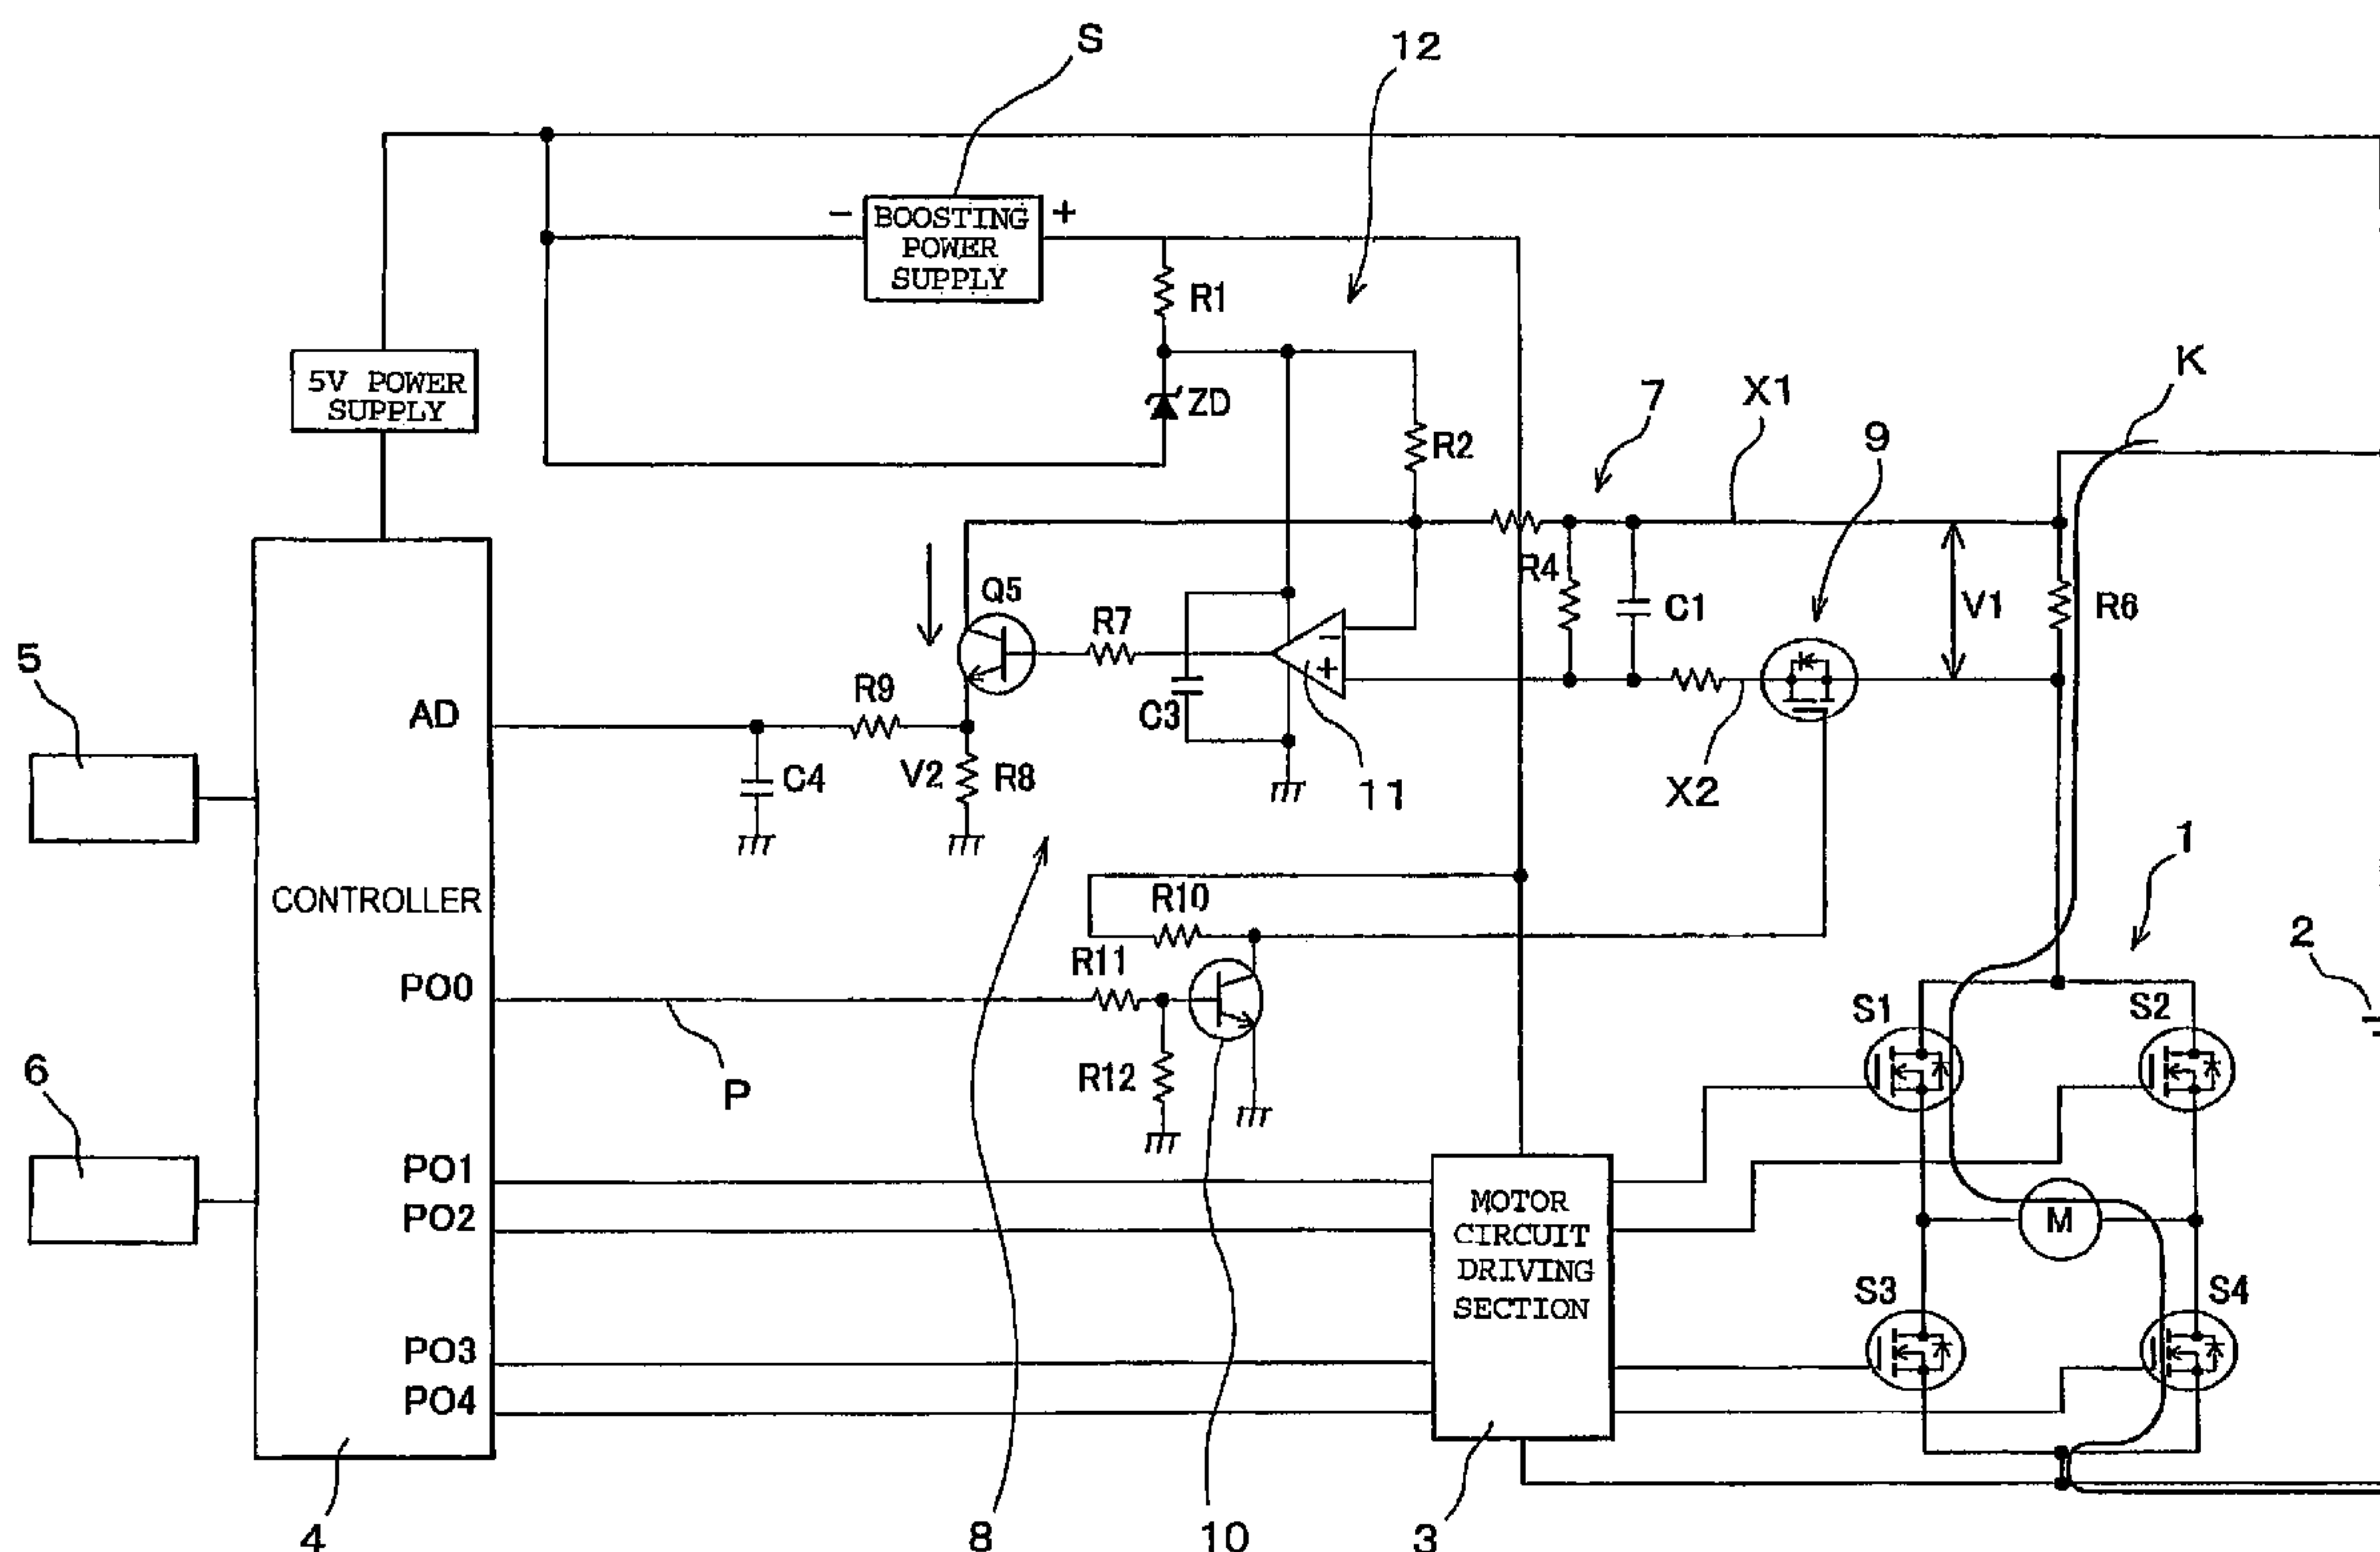 S
12
- BOOSTING +
POWER
SUPPLY
R1
5V POWER
SUPPLY
ZD
R2
7
X1
K
9
Q5
R7
R4
C1
V1
R6
-
+
5
AD
R9
C3
V2
R8
C4
11
X2
1
CONTROLLER
R10
2
PO0
R11
S1
S2
6
P
R12
PO1
PO2
MOTOR
CIRCUIT
DRIVING
SECTION
M
S3
S4
PO3
PO4
4
8
10
3